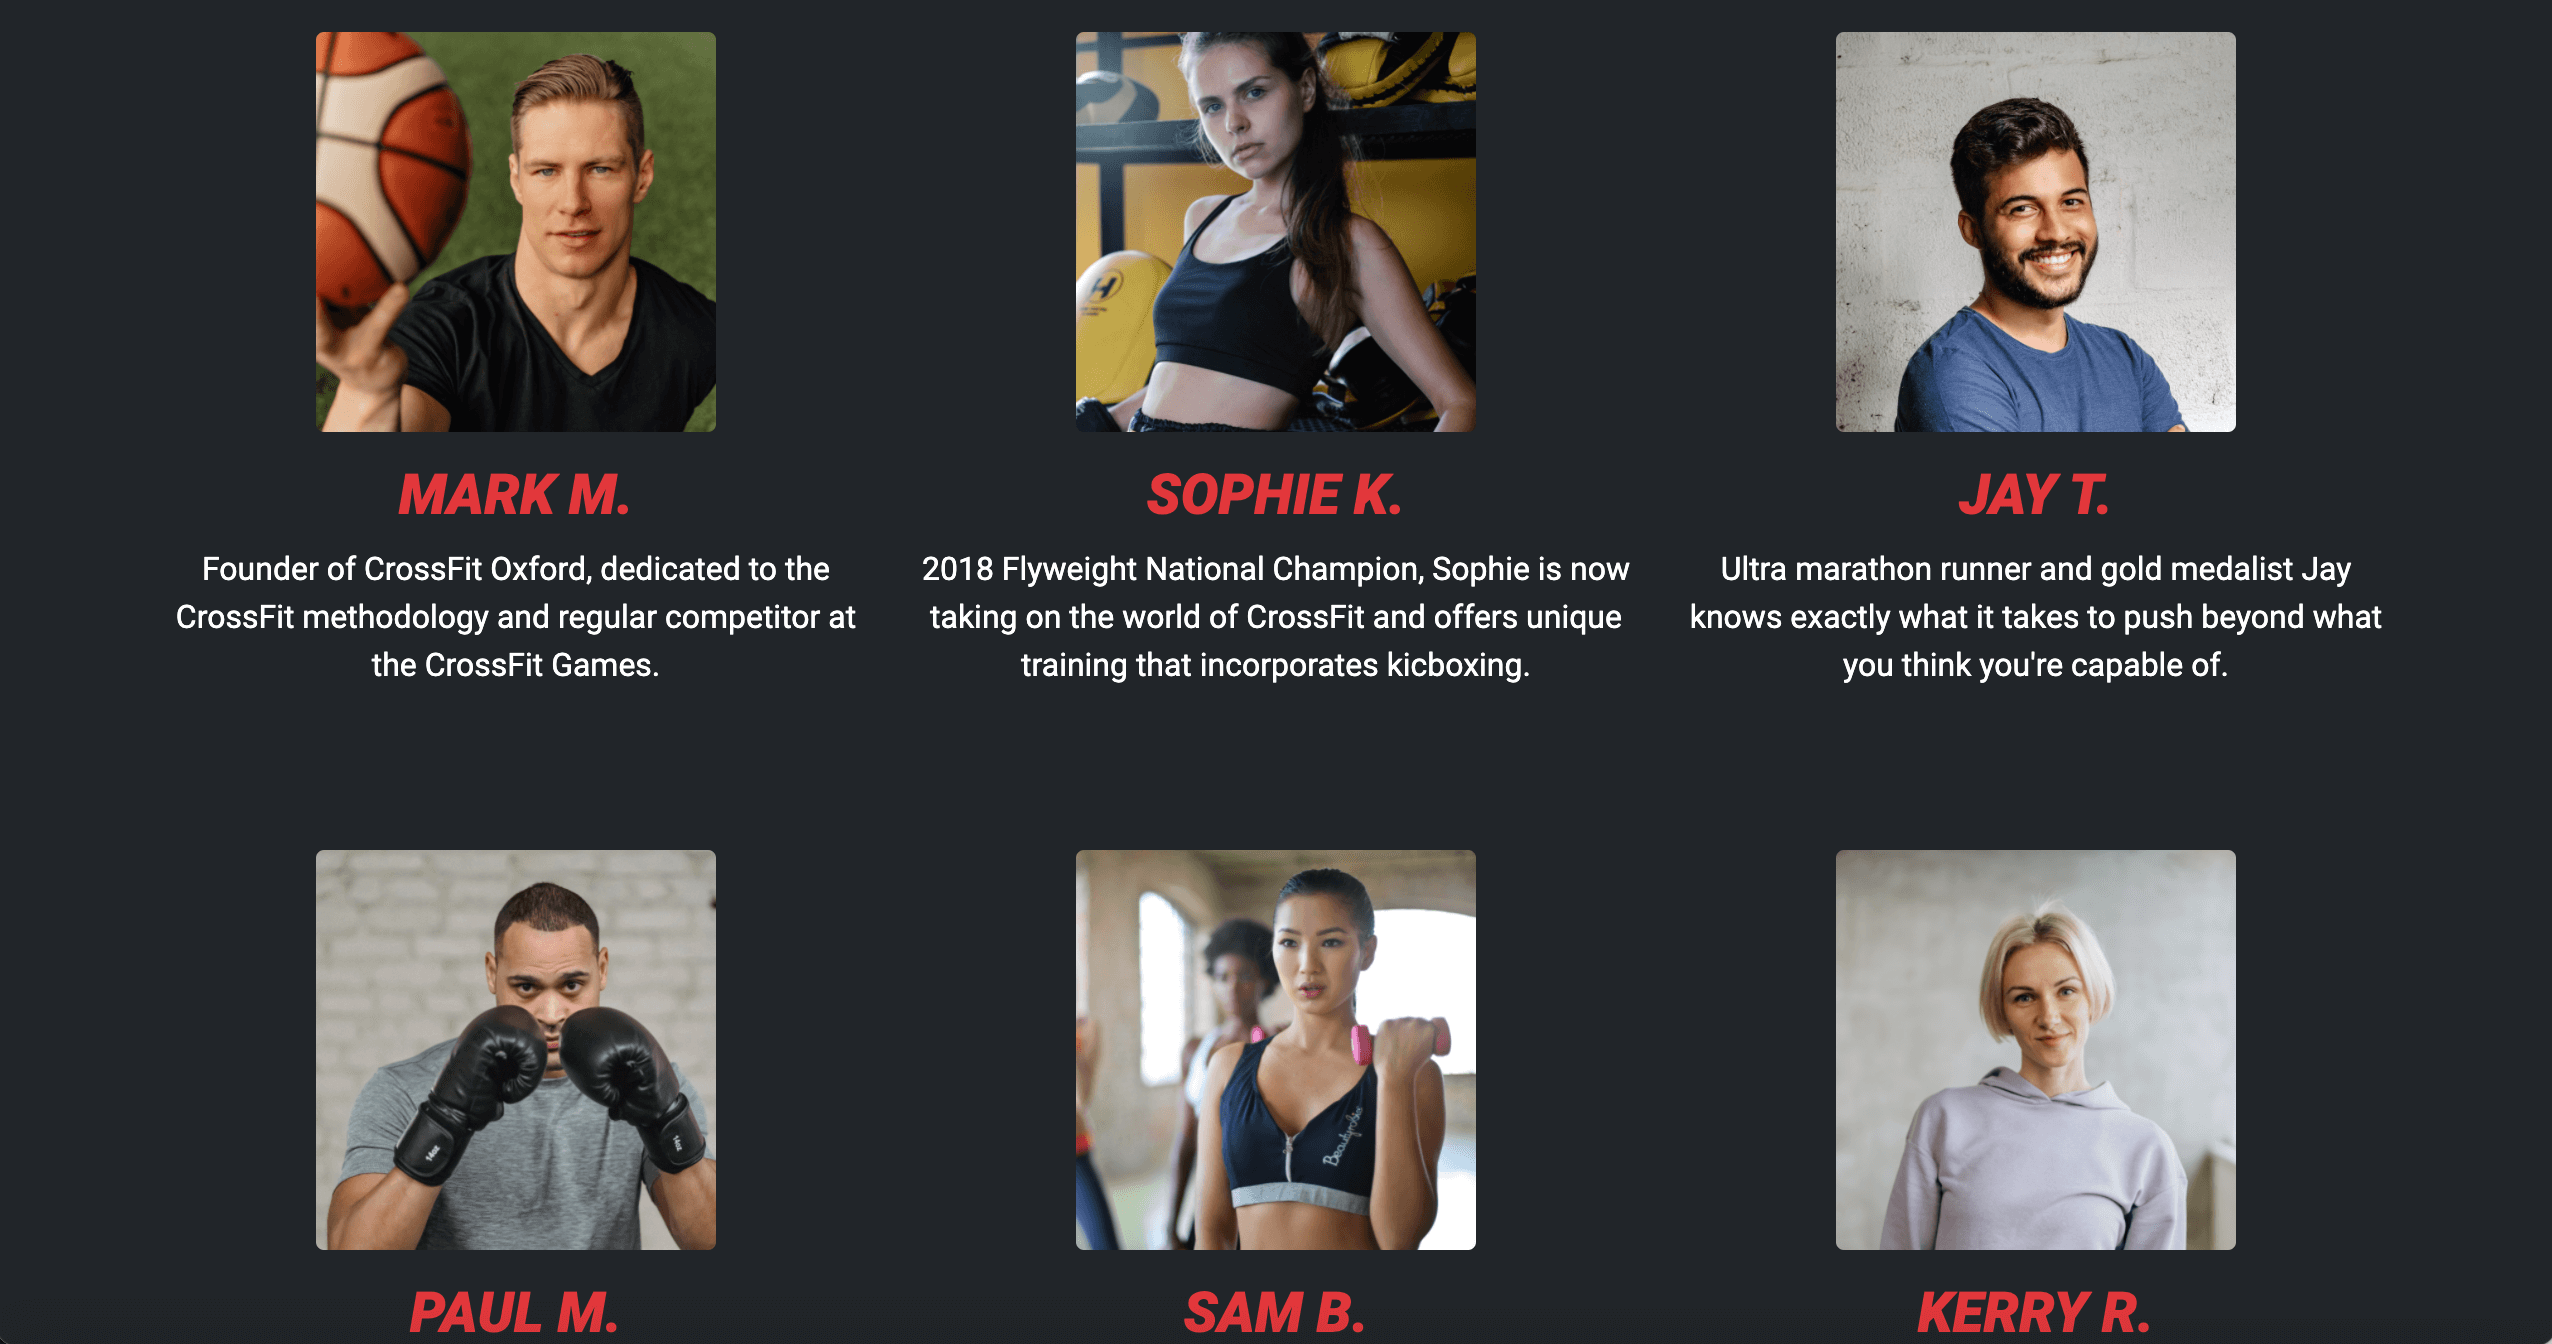 MARK M.
Founder of CrossFit Oxford, dedicated to the
CrossFit methodology and regular competitor at
the CrossFit Games.
SOPHIE K.
2018 Flyweight National Champion, Sophie is now
taking on the world of CrossFit and offers unique
training that incorporates kicboxing.
JAY T.
Ultra marathon runner and gold medalist Jay
knows exactly what it takes to push beyond what
you think you're capable of.
14oz
14oz
PAUL M.
SAM B.
KERRY R.